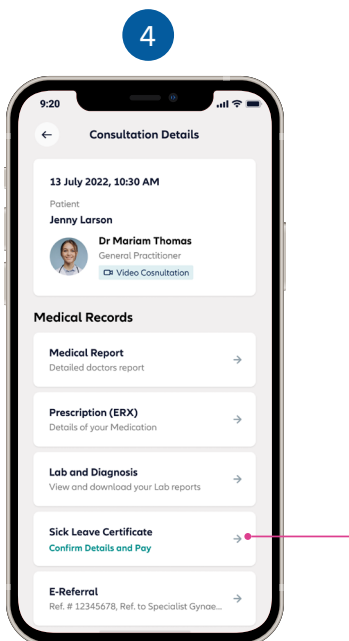 4
9:20
Consultation Details
13 July 2022, 10:30 AM
Patient
Jenny Larson
Dr Mariam Thomas
General Practitioner
Video Cosnultation
Medical Records
Medical Report
Detailed doctors report
Prescription (ERX)
Details of your Medication
Lab and Diagnosis
View and download your Lab reports
Sick Leave Certificate
Confirm Details and Pay
E-Referral
Ref. # 12345678, Ref. to Specialist Gynae...